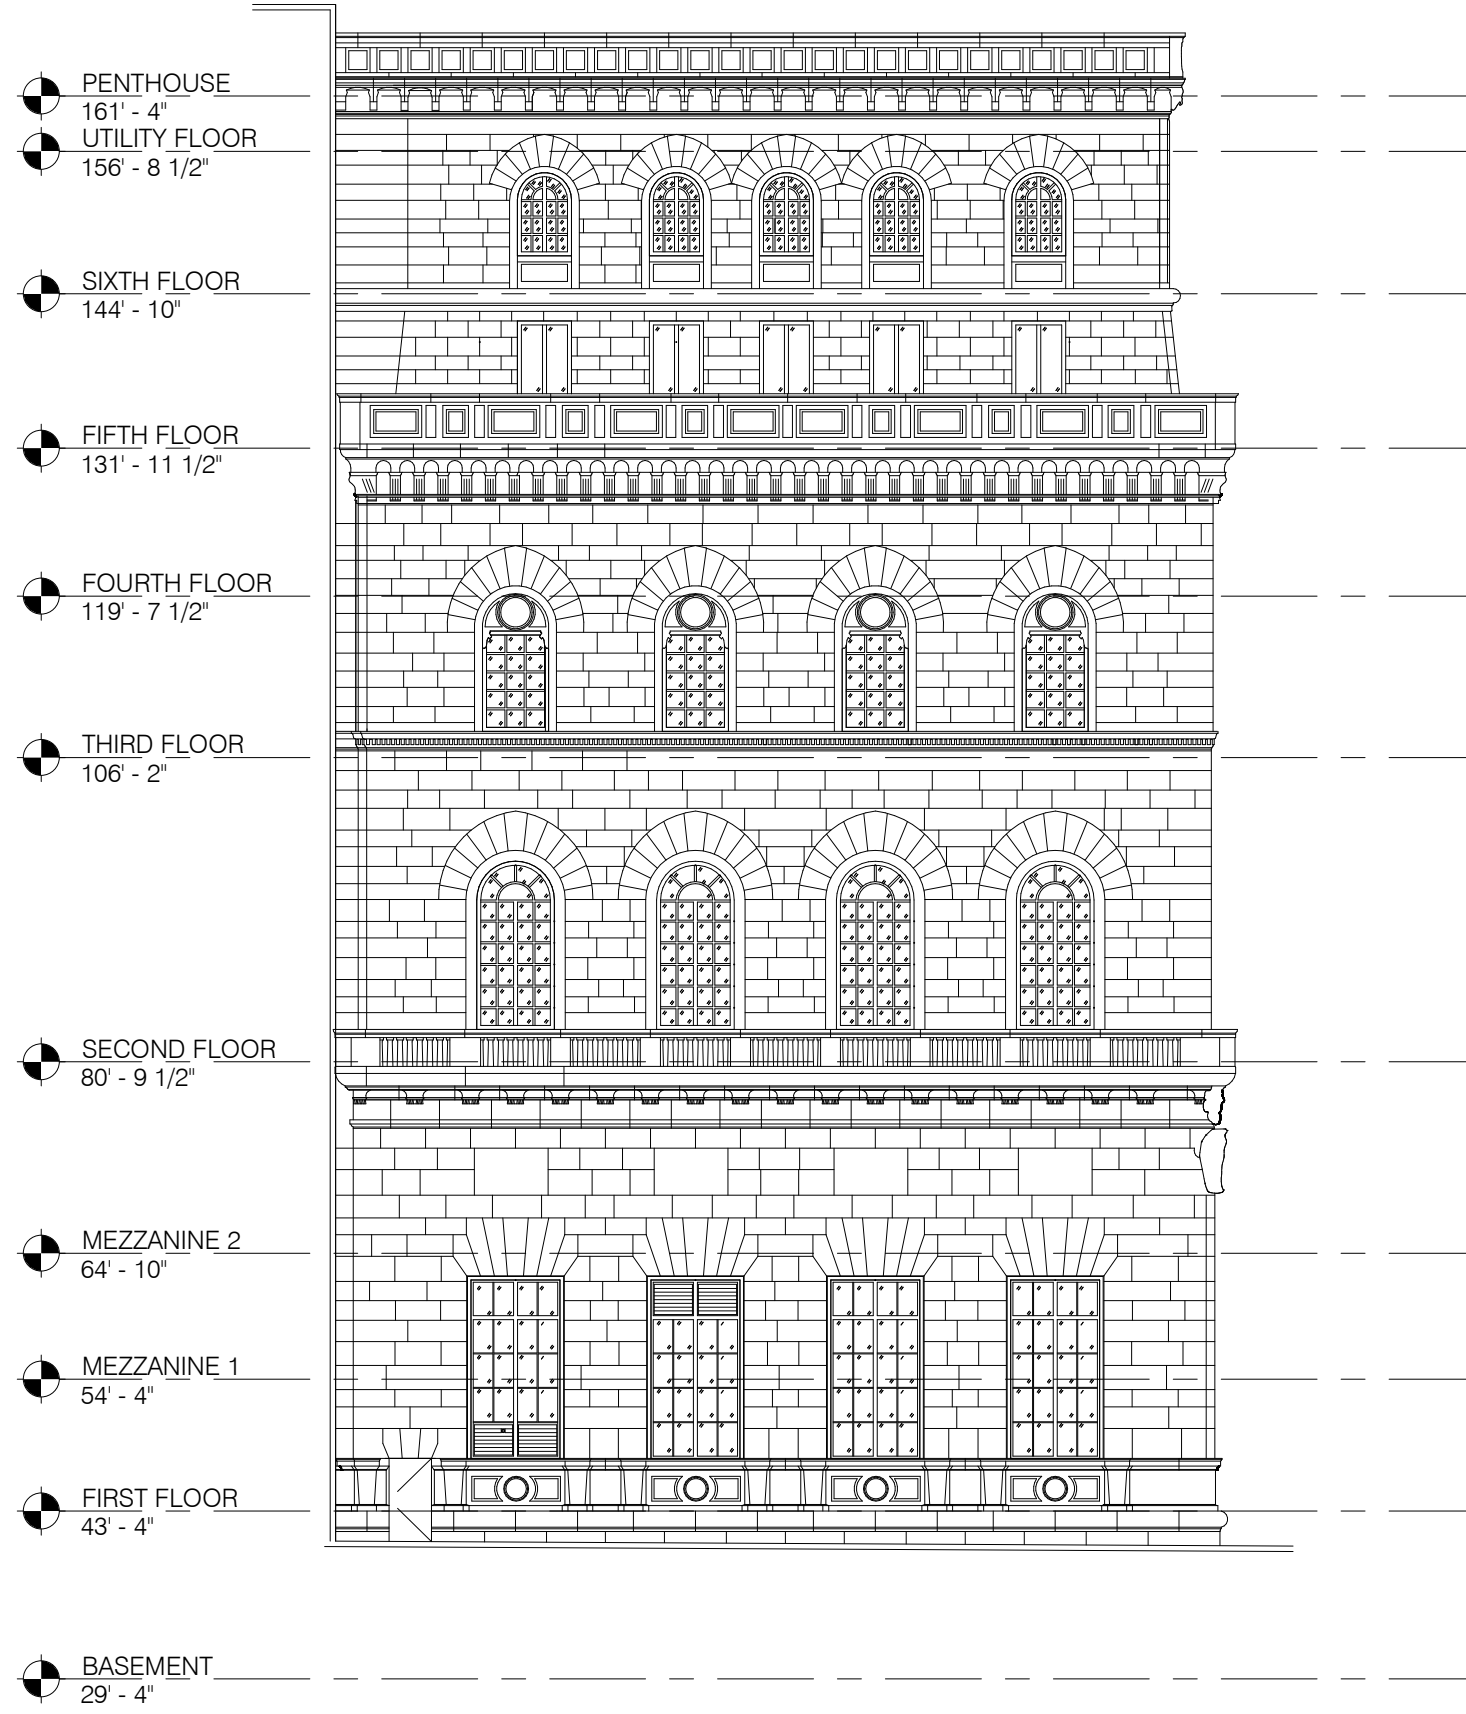 PENTHOUSE
161' - 4"
UTILITY FLOOR
156' - 8 1/2"
SIXTH FLOOR
144' - 10"
FIFTH FLOOR
131' - 11 1/2"
FOURTH FLOOR
119' - 7 1/2"
THIRD FLOOR
106' - 2"
SECOND FLOOR
80' - 9 1/2"
MEZZANINE 2
64' - 10"
MEZZANINE 1
54' - 4"
FIRST FLOOR
43' - 4"
BASEMENT
29' - 4"